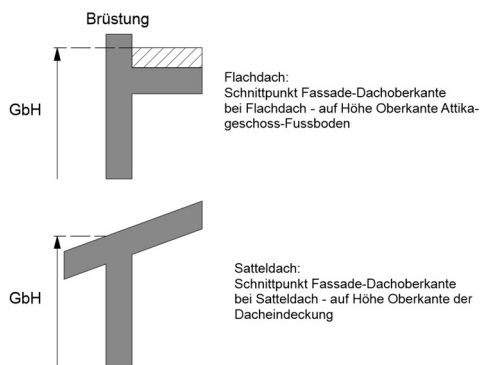 Brüstung
GbH
Flachdach:
Schnittpunkt Fassade-Dachoberkante
bei Flachdach - auf Höhe Oberkante Attika-
geschoss-Fussboden
GbH
Satteldach:
Schnittpunkt Fassade-Dachoberkante
bei Satteldach - auf Höhe Oberkante der
Dacheindeckung